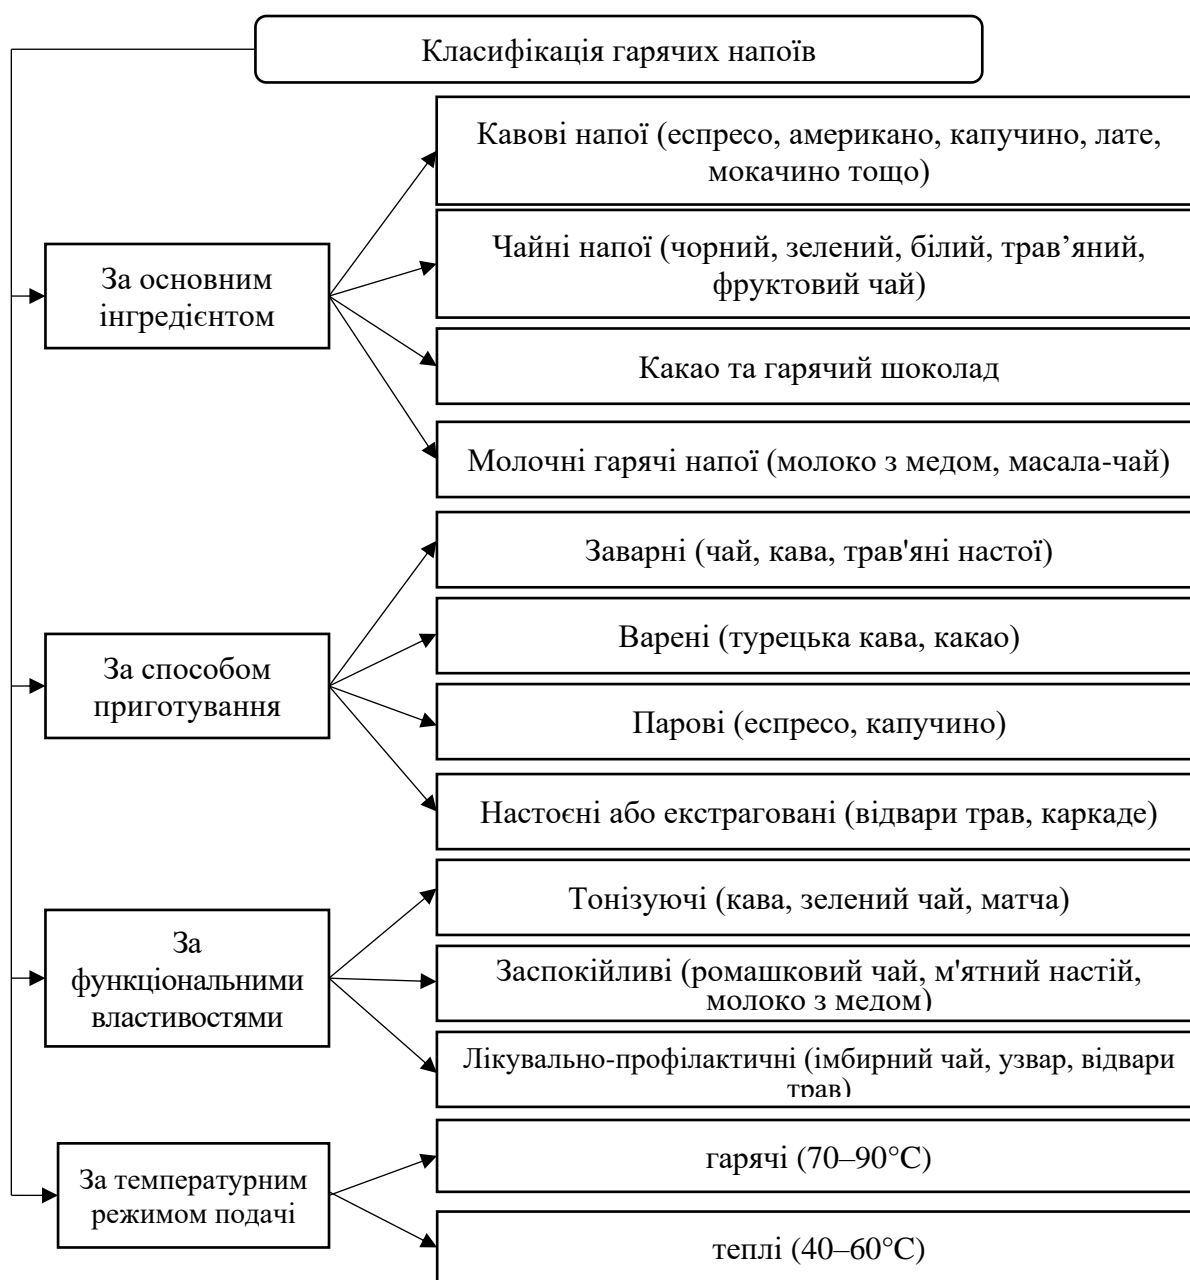 Класифікація гарячих напоїв
Кавові напої (еспресо, американо, капучино, лате,
мокачино тощо)
Чайні напої (чорний, зелений, білий, трав’яний,
фруктовий чай)
За основним
інгредієнтом
Какао та гарячий шоколад
Молочні гарячі напої (молоко з медом, масала-чай)
Заварні (чай, кава, трав'яні настої)
Варені (турецька кава, какао)
За способом
приготування
Парові (еспресо, капучино)
Настоєні або екстраговані (відвари трав, каркаде)
Тонізуючі (кава, зелений чай, матча)
За
функціональними
властивостями
Заспокійливі (ромашковий чай, м'ятний настій,
молоко з медом)
Лікувально-профілактичні (імбирний чай, узвар, відвари
трав)
За температурним
режимом подачі
гарячі (70–90°C)
теплі (40–60°C)